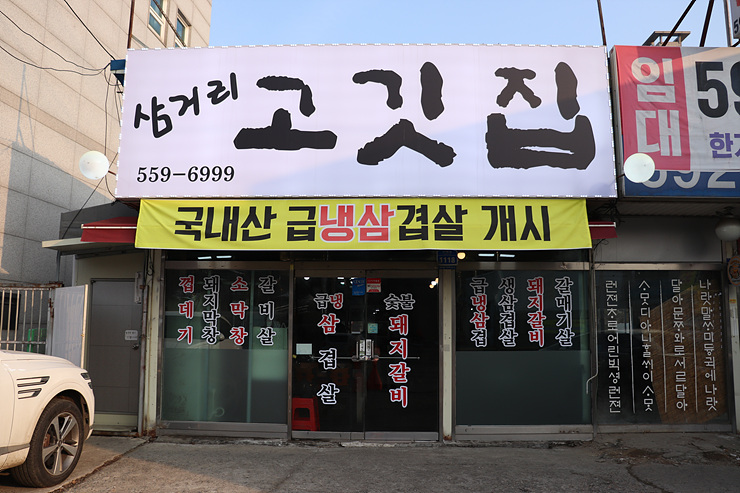 삼거리 고깃집
559-6999
임대
국내산 급냉삼겹살 개시
1118
껍데기
돼지막창
소막창
갈비살
급냉삼겹살
숯불돼지갈비
급냉삼겹
생삼겹살
돼지갈비
갈매기살